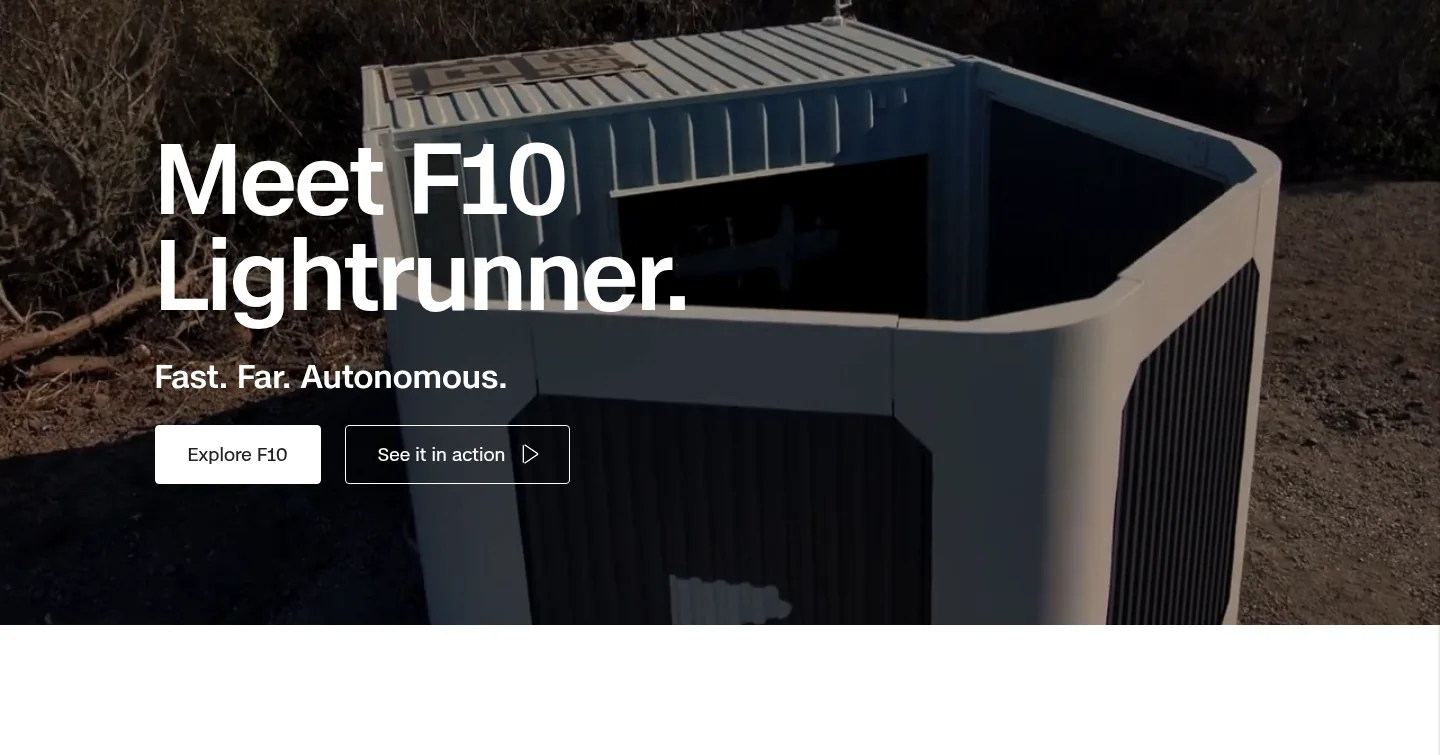 Meet F10
Lightrunner.
Fast. Far. Autonomous.
Explore F10
See it in action